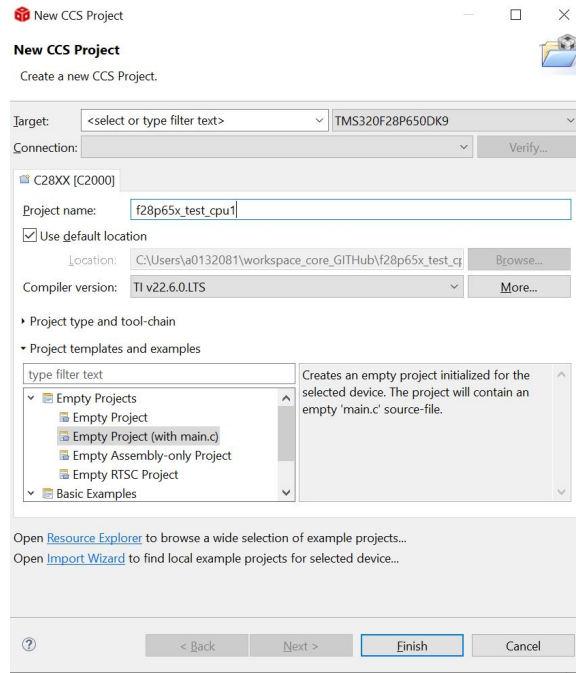 New CCS Project
New CCS Project
Create a new CCS Project.
Target: <select or type filter text> TMS320F28P650DK9
Connection: Verify...
C28XX [C2000]
Project name: f28p65x_test_cpu1
Use default location
Location: C:\Users\a0132081\workspace_core_GITHub\f28p65x_test_cp Browse...
Compiler version: TI v22.6.0.LTS More...
Project type and tool-chain
Project templates and examples
type filter text
Empty Projects
Empty Project
Empty Project (with main.c)
Empty Assembly-only Project
Empty RTSC Project
Basic Examples
Creates an empty project initialized for the
selected device. The project will contain an
empty 'main.c' source-file.
Open Resource Explorer to browse a wide selection of example projects...
Open Import Wizard to find local example projects for selected device...
? < Back Next > Finish Cancel